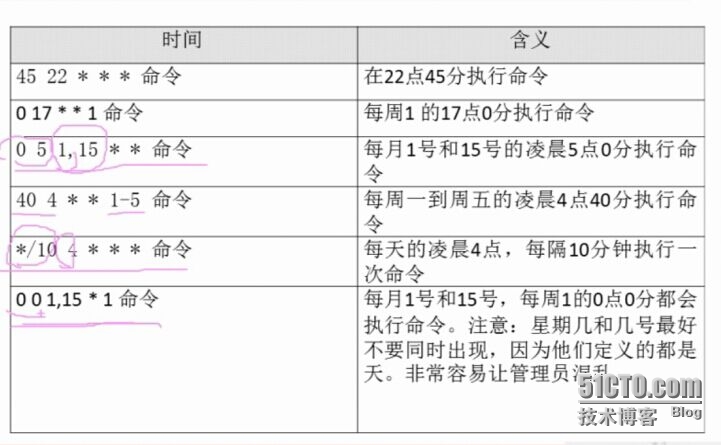 时间
含义
45 22 * * * 命令
在22点45分执行命令
0 17 * * 1 命令
每周1 的17点0分执行命令
0 5 1,15 * * 命令
每月1号和15号的凌晨5点0分执行命
令
40 4 * * 1-5 命令
每周一到周五的凌晨4点40分执行命
令
*/10 4 * * * 命令
每天的凌晨4点，每隔10分钟执行一
次命令
0 0 1,15 * 1 命令
每月1号和15号，每周1的0点0分都会
执行命令。注意：星期几和几号最好
不要同时出现，因为他们定义的都是
天。非常容易让管理员混乱
51CTO.com
技术博客 Blog